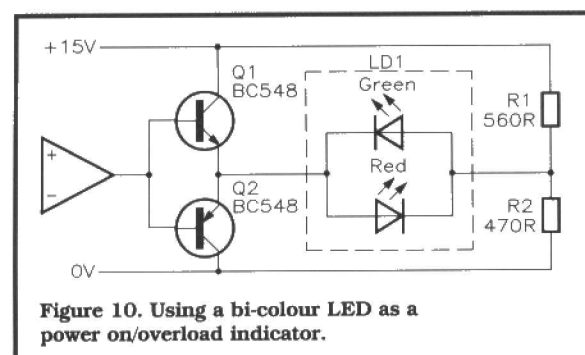 +15V
Q1
BC548
LD1
Green
R1
560R
Red
Q2
BC548
R2
470R
+
-
0V
Figure 10. Using a bi-colour LED as a
power on/overload indicator.